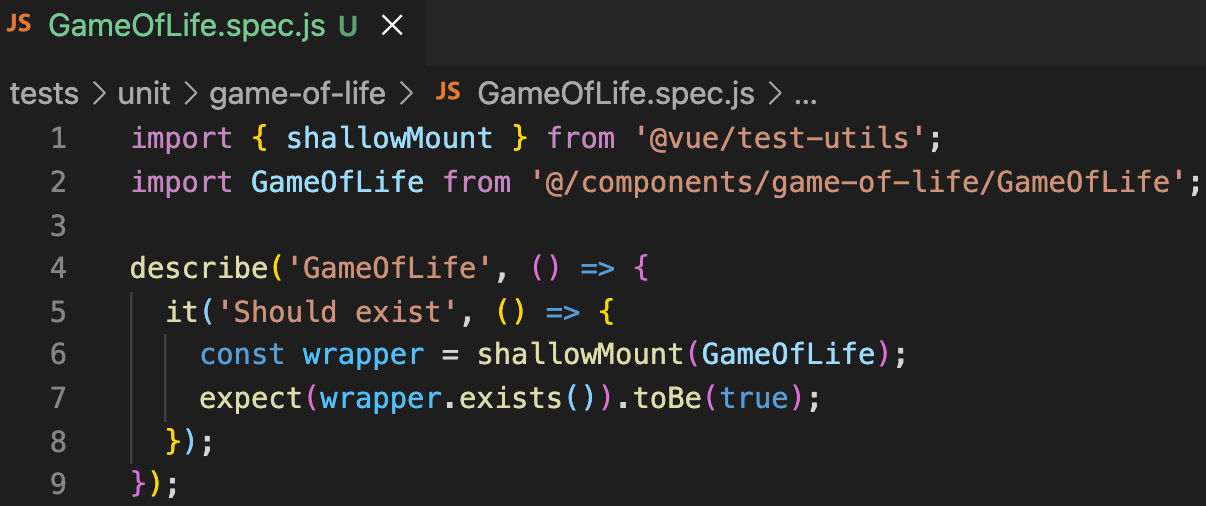 JS GameOfLife.spec.js U ×
tests > unit > game-of-life > JS GameOfLife.spec.js > ...
1 import { shallowMount } from '@vue/test-utils';
2 import GameOfLife from '@/components/game-of-life/GameOfLife';
3
4 describe('GameOfLife', () => {
5   it('Should exist', () => {
6     const wrapper = shallowMount(GameOfLife);
7     expect(wrapper.exists()).toBe(true);
8   });
9 });